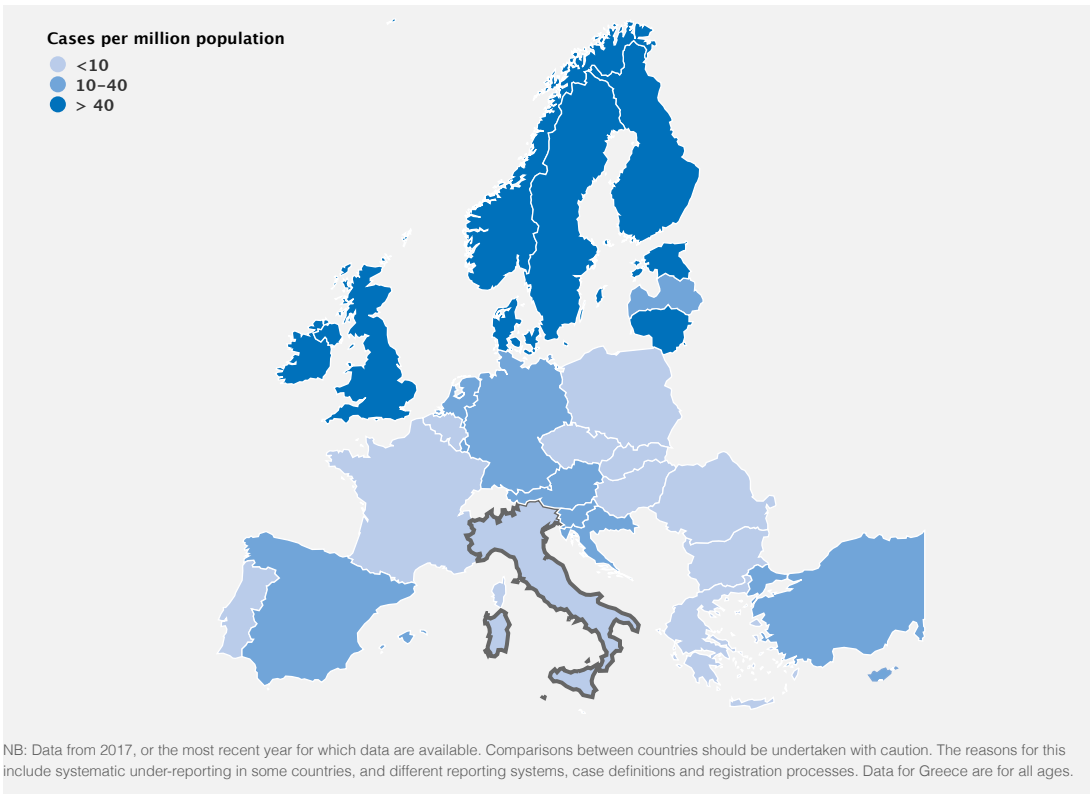 Cases per million population
<10
10–40
> 40
NB: Data from 2017, or the most recent year for which data are available. Comparisons between countries should be undertaken with caution. The reasons for this
include systematic under-reporting in some countries, and different reporting systems, case definitions and registration processes. Data for Greece are for all ages.